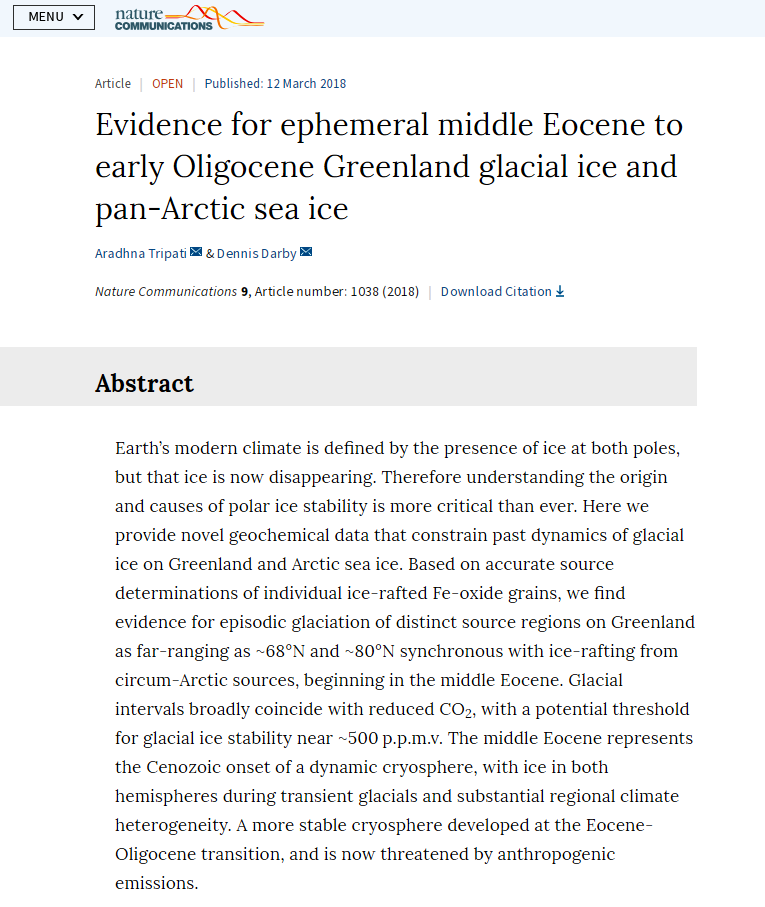 MENU
nature
COMMUNICATIONS
Article | OPEN | Published: 12 March 2018
Evidence for ephemeral middle Eocene to
early Oligocene Greenland glacial ice and
pan-Arctic sea ice
Aradhna Tripati & Dennis Darby
Nature Communications 9, Article number: 1038 (2018) | Download Citation
Abstract
Earth’s modern climate is defined by the presence of ice at both poles,
but that ice is now disappearing. Therefore understanding the origin
and causes of polar ice stability is more critical than ever. Here we
provide novel geochemical data that constrain past dynamics of glacial
ice on Greenland and Arctic sea ice. Based on accurate source
determinations of individual ice-rafted Fe-oxide grains, we find
evidence for episodic glaciation of distinct source regions on Greenland
as far-ranging as ~68°N and ~80°N synchronous with ice-rafting from
circum-Arctic sources, beginning in the middle Eocene. Glacial
intervals broadly coincide with reduced CO₂, with a potential threshold
for glacial ice stability near ~500 p.p.m.v. The middle Eocene represents
the Cenozoic onset of a dynamic cryosphere, with ice in both
hemispheres during transient glacials and substantial regional climate
heterogeneity. A more stable cryosphere developed at the Eocene-
Oligocene transition, and is now threatened by anthropogenic
emissions.